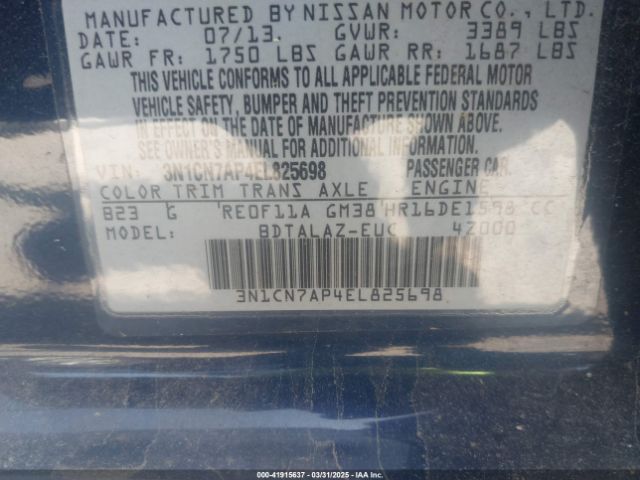 MANUFACTURED BY NISSAN MOTOR CO., LTD.
DATE: 07/13. GVWR: 3389 LBS
GAWR FR: 1750 LBS GAWR RR: 1687 LBS
THIS VEHICLE CONFORMS TO ALL APPLICABLE FEDERAL MOTOR
VEHICLE SAFETY, BUMPER AND THEFT PREVENTION STANDARDS
IN EFFECT ON THE DATE OF MANUFACTURE SHOWN ABOVE.
SEE OWNER'S MANUAL FOR ADDITIONAL INFORMATION.
VIN: 3N1CN7AP4EL825698 PASSENGER CAR.
COLOR TRIM TRANS AXLE ENGINE
B23 G RE0F11A GM38 HR16DE1598 CC
MODEL: BDTALAZ-EUC 42000
3N1CN7AP4EL825698
000-41915637 - 03/31/2025 - IAAI.COM